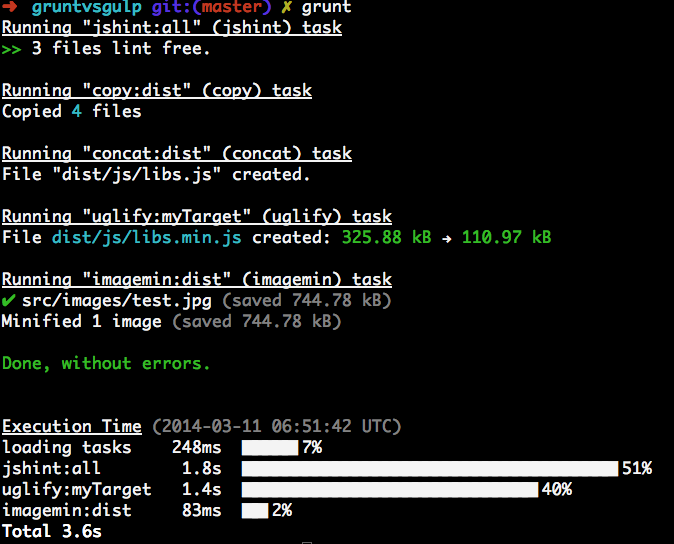 ➜ gruntvsgulp git:(master) ✗ grunt
Running "jshint:all" (jshint) task
>> 3 files lint free.
Running "copy:dist" (copy) task
Copied 4 files
Running "concat:dist" (concat) task
File "dist/js/libs.js" created.
Running "uglify:myTarget" (uglify) task
File dist/js/libs.min.js created: 325.88 kB → 110.97 kB
Running "imagemin:dist" (imagemin) task
✔ src/images/test.jpg (saved 744.78 kB)
Minified 1 image (saved 744.78 kB)
Done, without errors.
Execution Time (2014-03-11 06:51:42 UTC)
loading tasks 248ms 7%
jshint:all 1.8s 51%
uglify:myTarget 1.4s 40%
imagemin:dist 83ms 2%
Total 3.6s